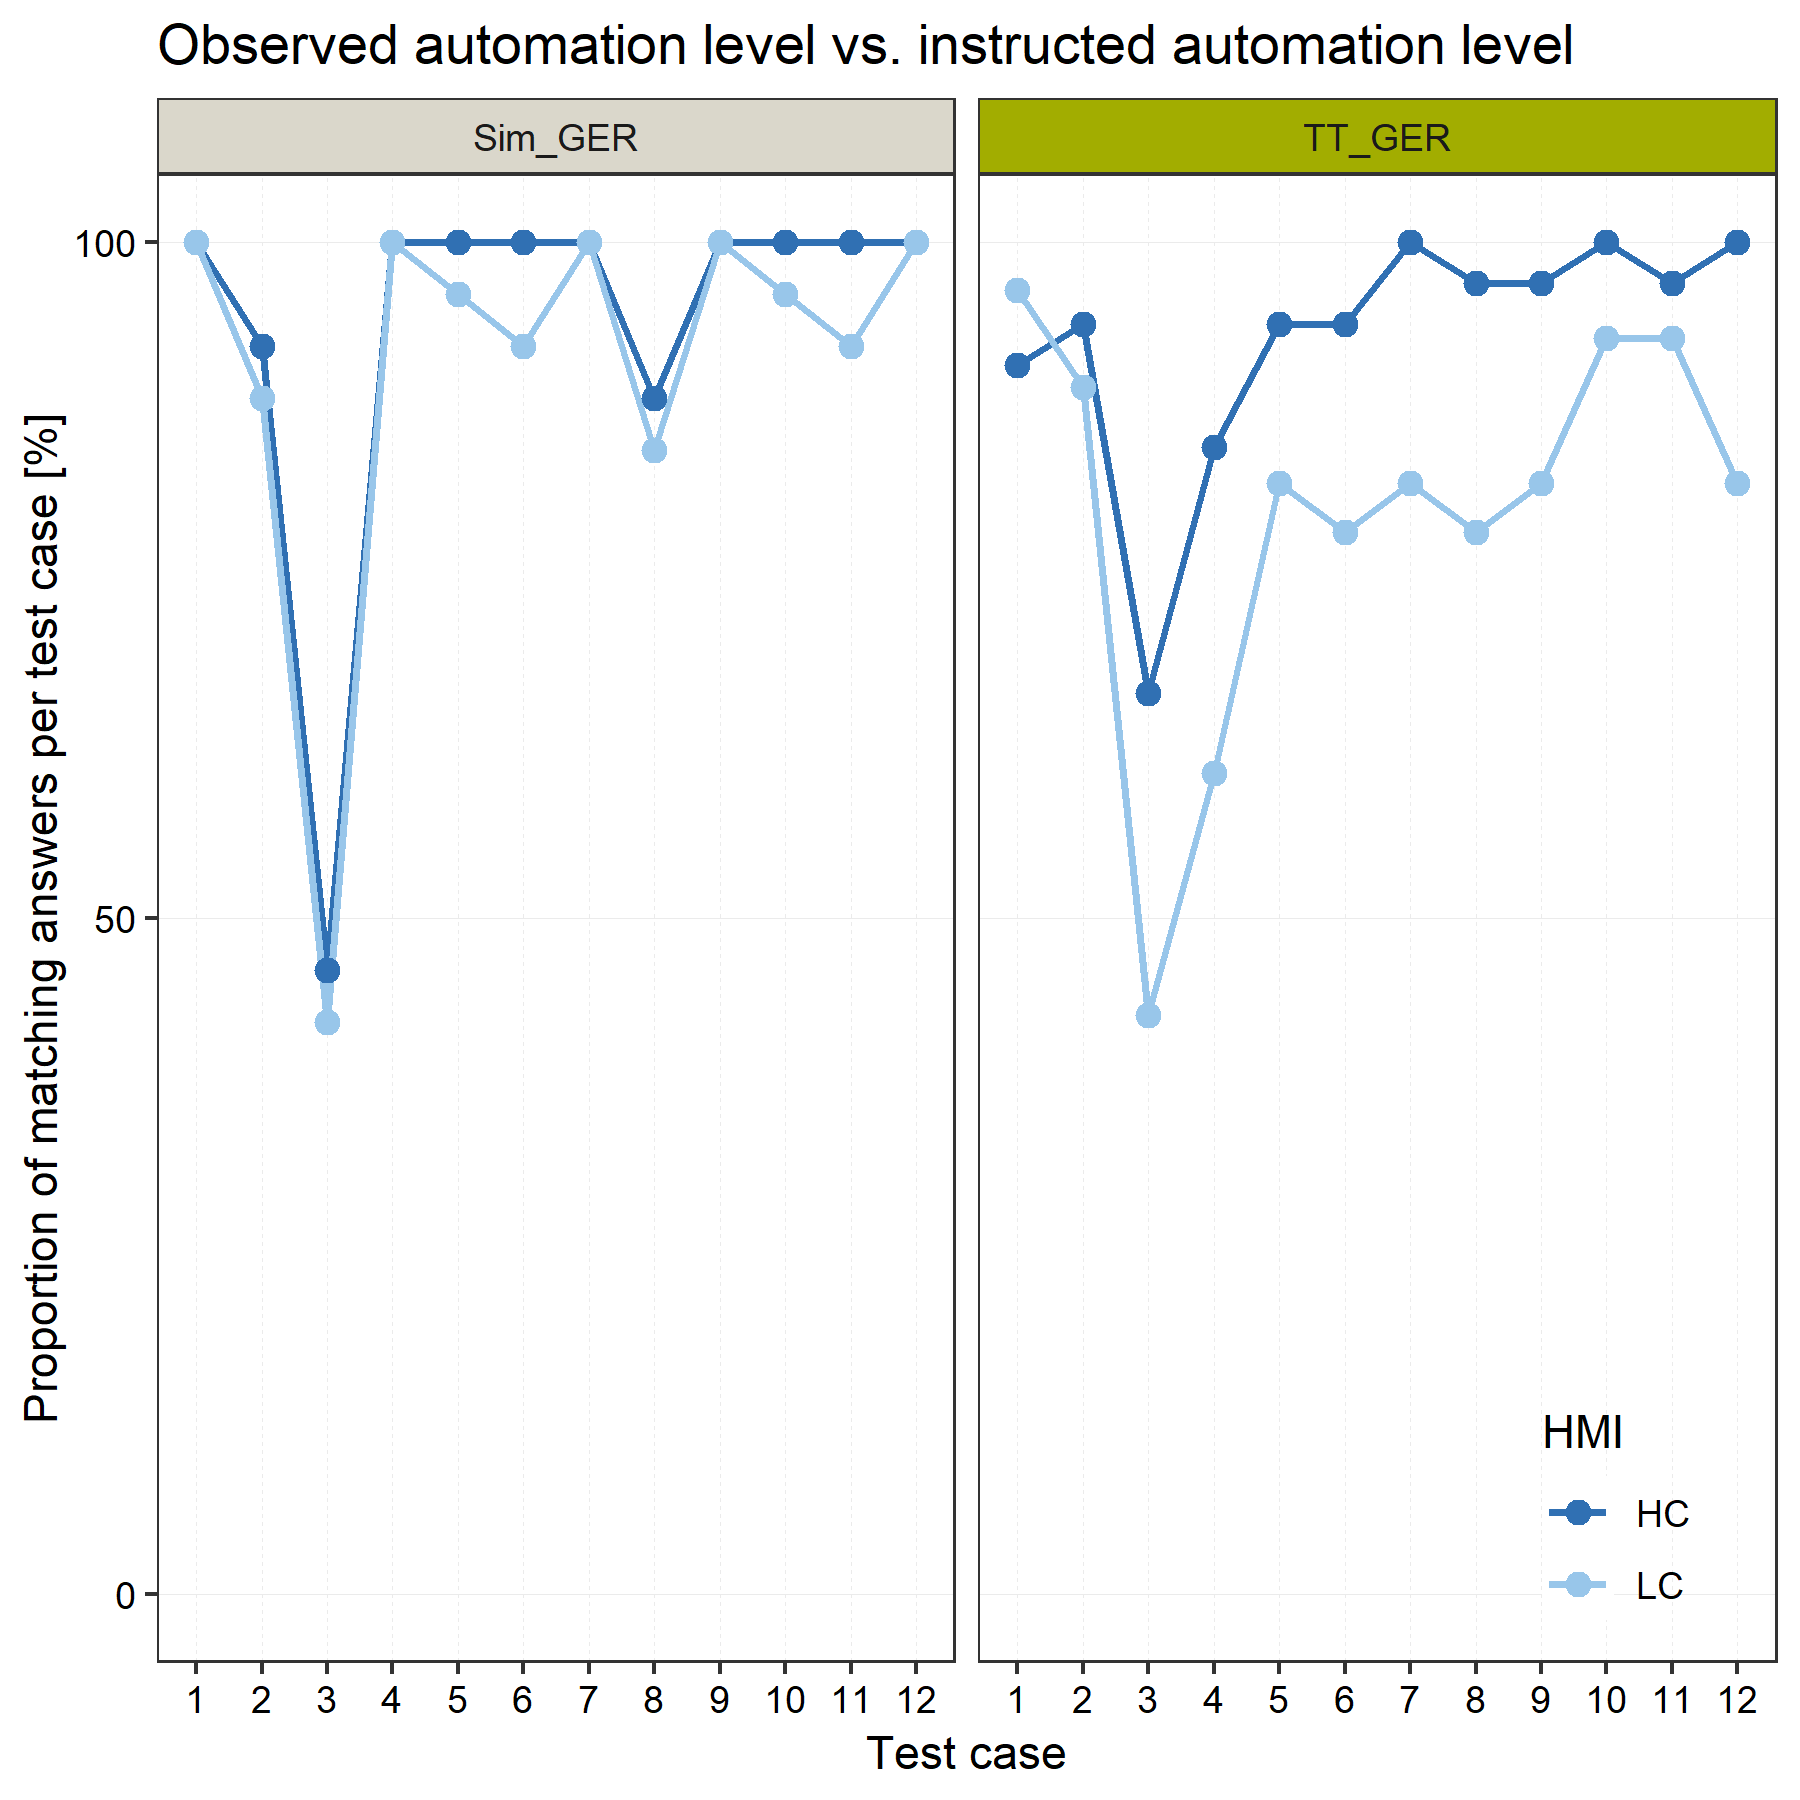 Observed automation level vs. instructed automation level
Sim_GER
TT_GER
Proportion of matching answers per test case [%]
100
50
0
1 2 3 4 5 6 7 8 9 10 11 12
1 2 3 4 5 6 7 8 9 10 11 12
Test case
HMI
HC
LC